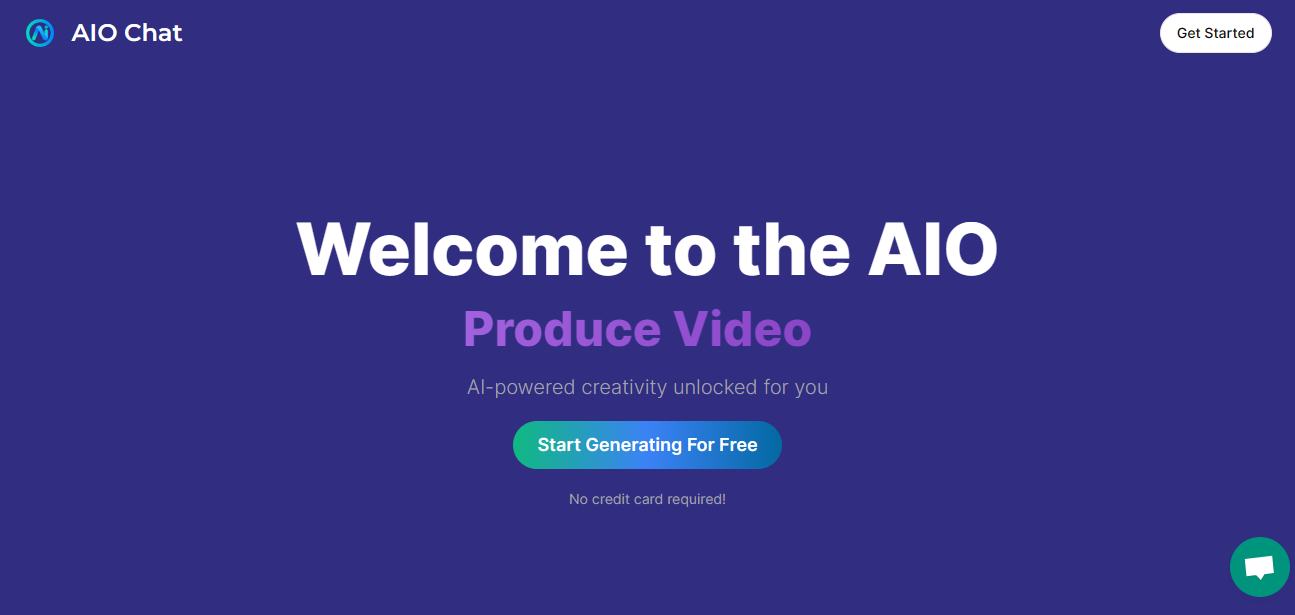 AIO Chat
Get Started
Welcome to the AIO
Produce Video
AI-powered creativity unlocked for you
Start Generating For Free
No credit card required!